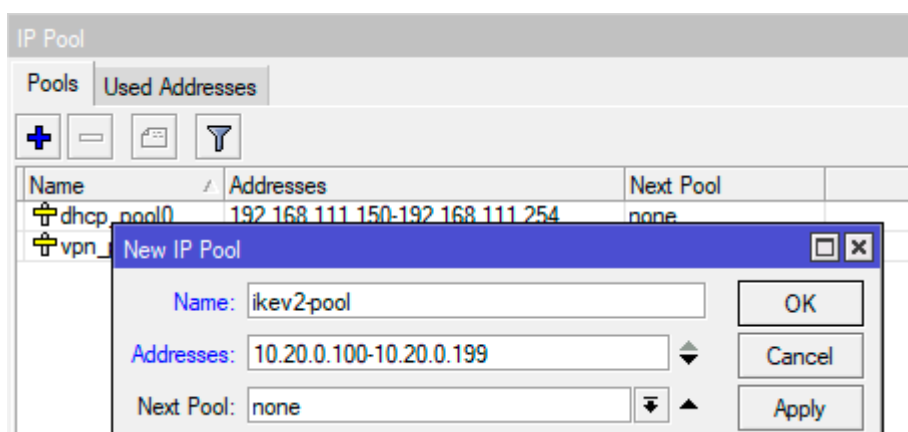 IP Pool
Pools Used Addresses
Name Addresses Next Pool
dhcp_pool0 192.168.111.150-192.168.111.254 none
New IP Pool
Name: ikev2-pool OK
Addresses: 10.20.0.100-10.20.0.199 Cancel
Next Pool: none Apply